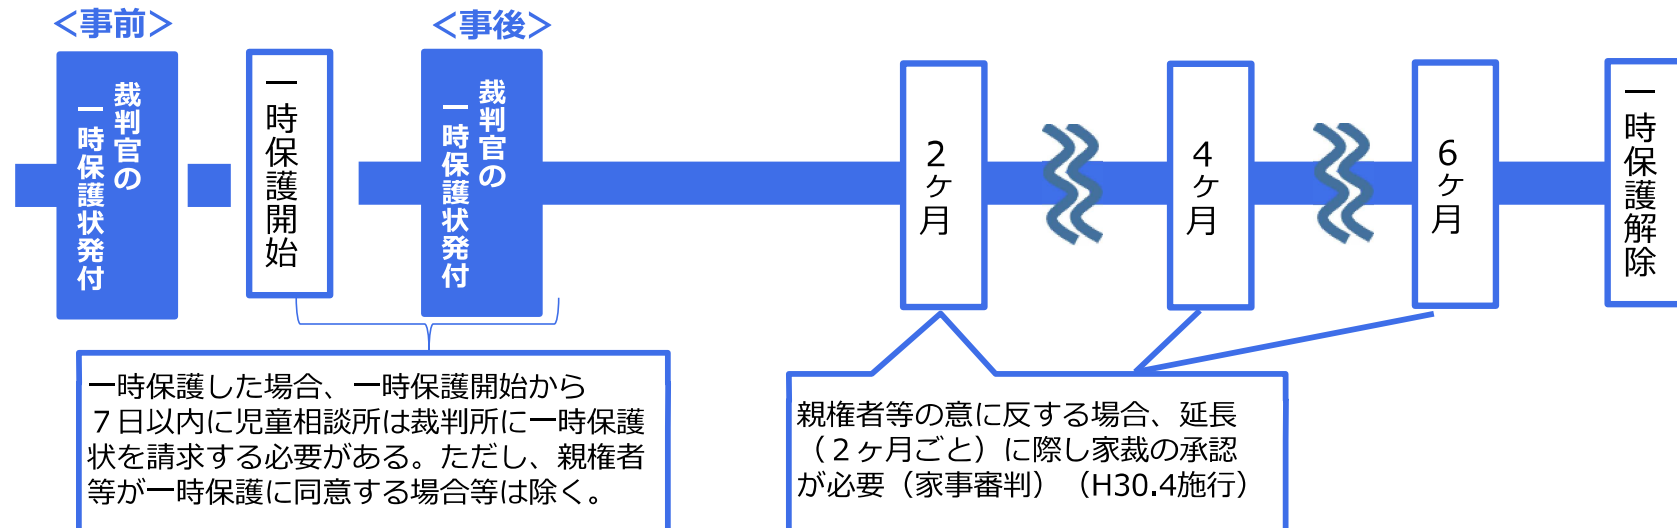 <事前>
<事後>
裁判官の
一時保護状発付
一時保護開始
裁判官の
一時保護状発付
2ヶ月
4ヶ月
6ヶ月
一時保護解除
一時保護した場合、一時保護開始から
７日以内に児童相談所は裁判所に一時保護
状を請求する必要がある。ただし、親権者
等が一時保護に同意する場合等は除く。
親権者等の意に反する場合、延長
（２ヶ月ごと）に際し家裁の承認
が必要（家事審判）（H30.4施行）